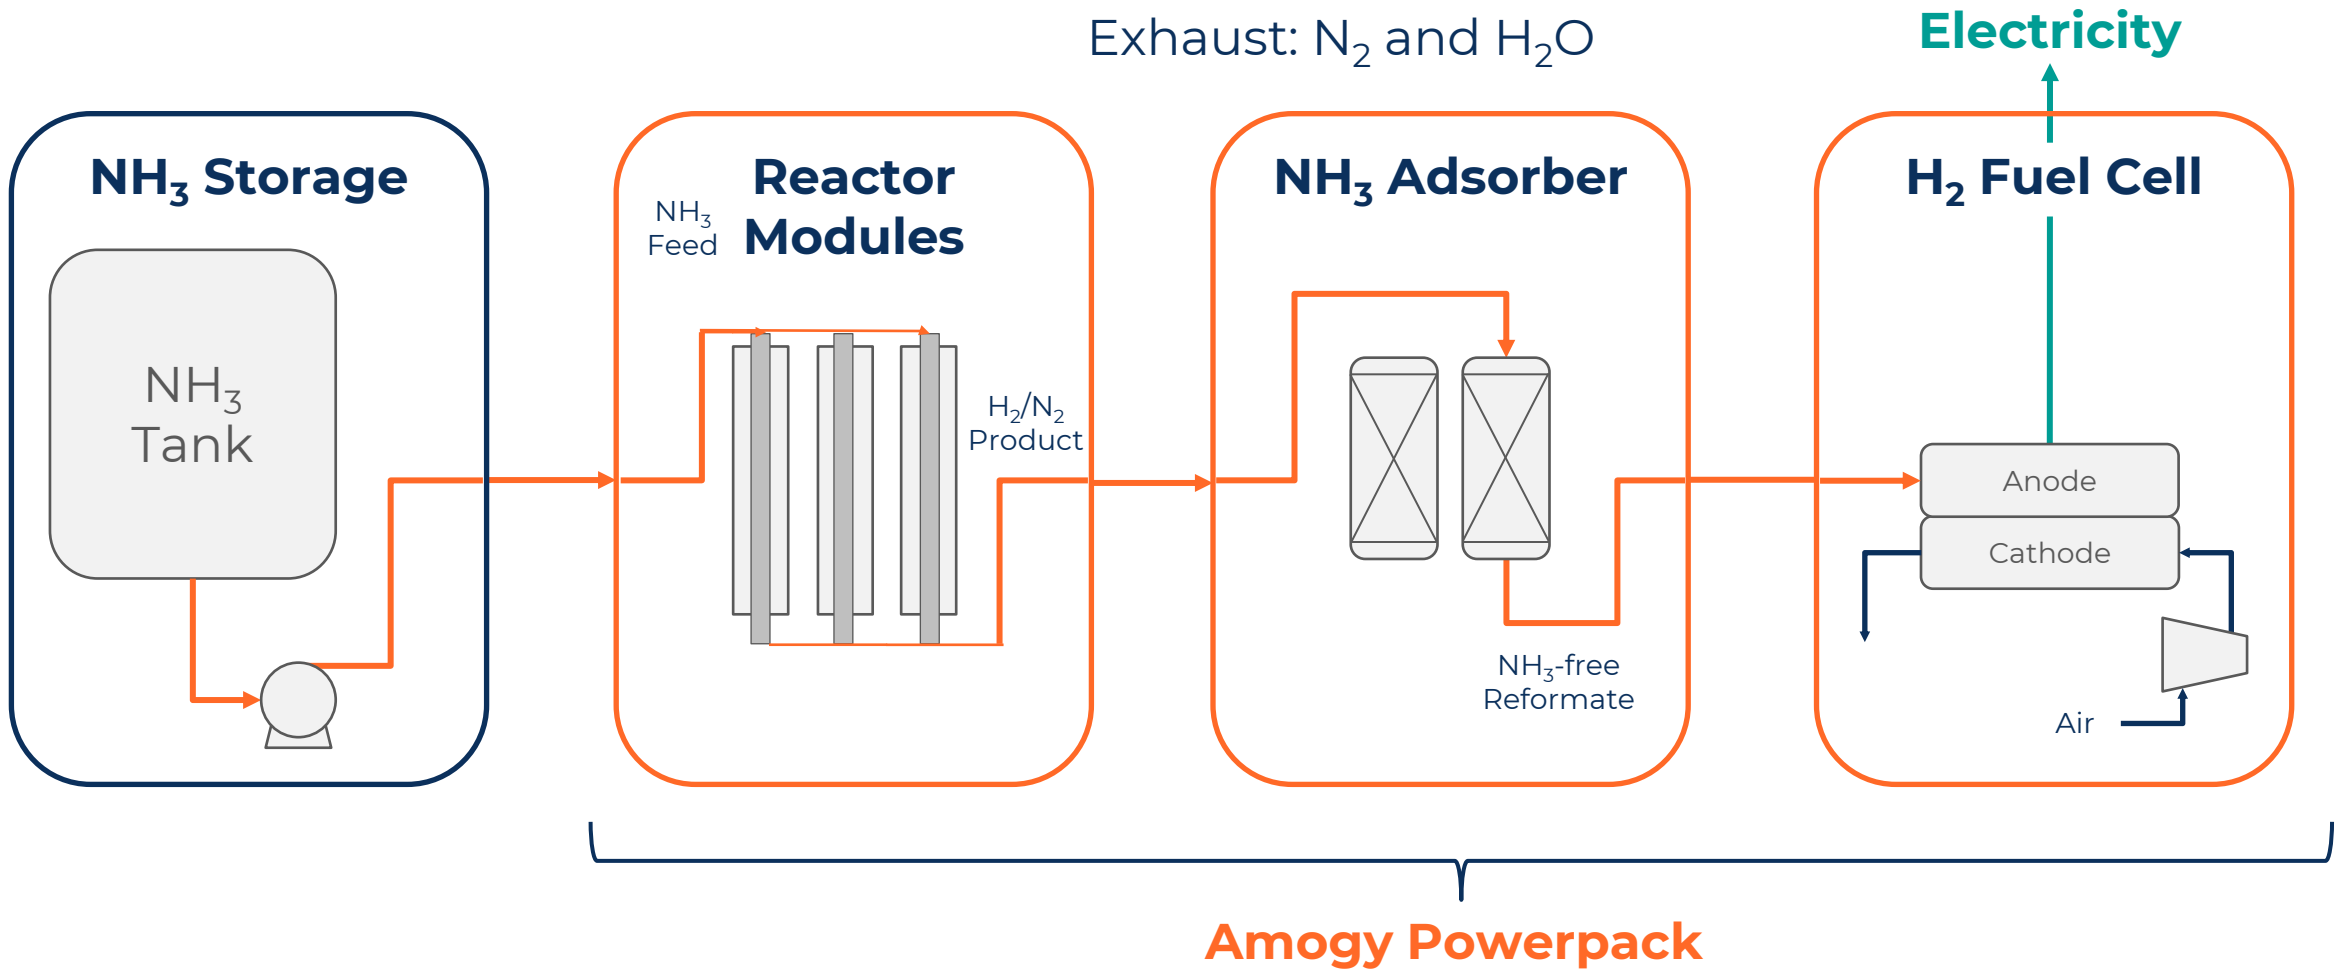 Exhaust: N₂ and H₂O
Electricity
NH₃ Storage
NH₃
Tank
Reactor
Modules
NH₃
Feed
H₂/N₂
Product
NH₃ Adsorber
NH₃-free
Reformate
H₂ Fuel Cell
Anode
Cathode
Air
Amogy Powerpack